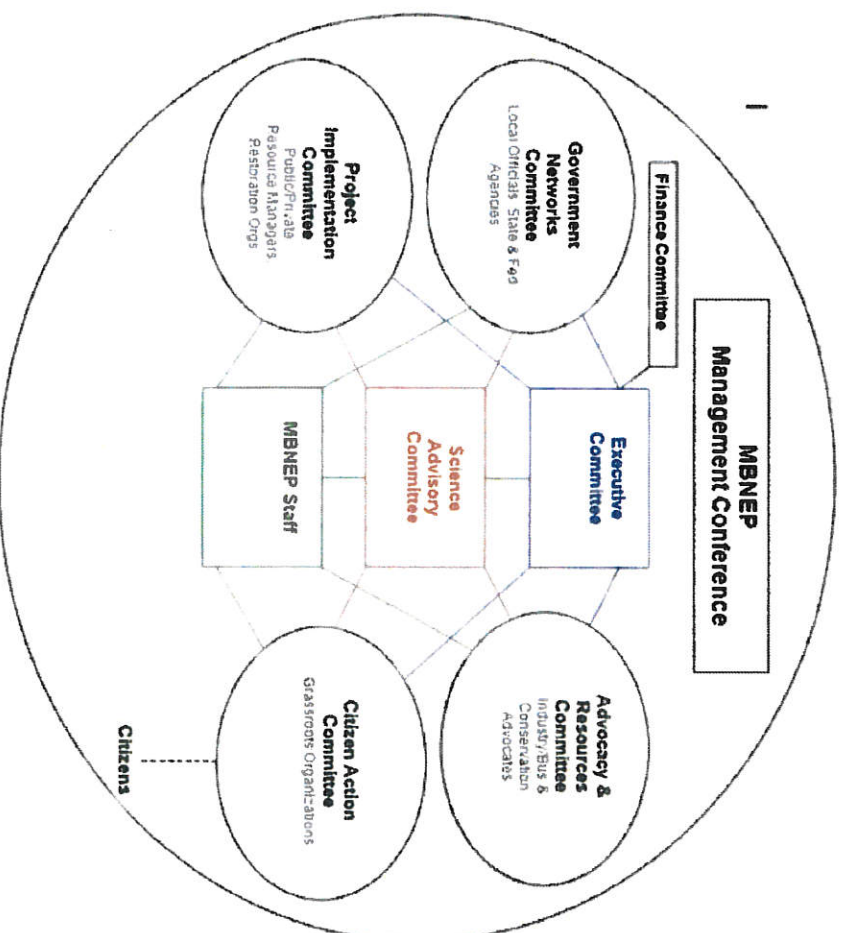 MBNEP
Management Conference
Finance Committee
Government
Networks
Committee
Local Officials State & Fed
Agencies
Executive
Committee
Advocacy &
Resources
Committee
Industry/Bus &
Conservation
Advocates
Science
Advisory
Committee
Project
Implementation
Committee
Public/Private
Resource Managers
Restoration Orgs
MBNEP Staff
Citizen Action
Committee
Grassroots Organizations
Citizens